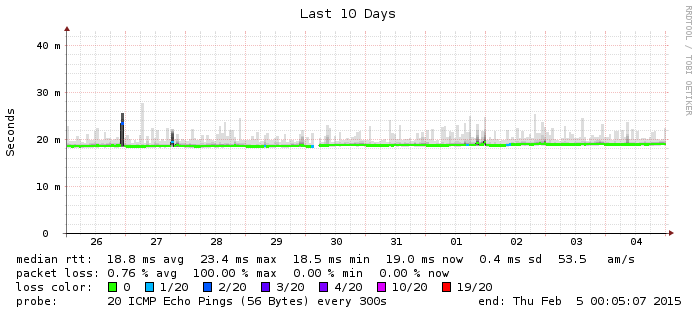 Last 10 Days
RRDTOOL / TOBI OETIKER
Seconds
40 m
30 m
20 m
10 m
0
26 27 28 29 30 31 01 02 03 04
median rtt: 18.8 ms avg 23.4 ms max 18.5 ms min 19.0 ms now 0.4 ms sd 53.5 am/s
packet loss: 0.76 % avg 100.00 % max 0.00 % min 0.00 % now
loss color: 0 1/20 2/20 3/20 4/20 10/20 19/20
probe: 20 ICMP Echo Pings (56 Bytes) every 300s end: Thu Feb 5 00:05:07 2015